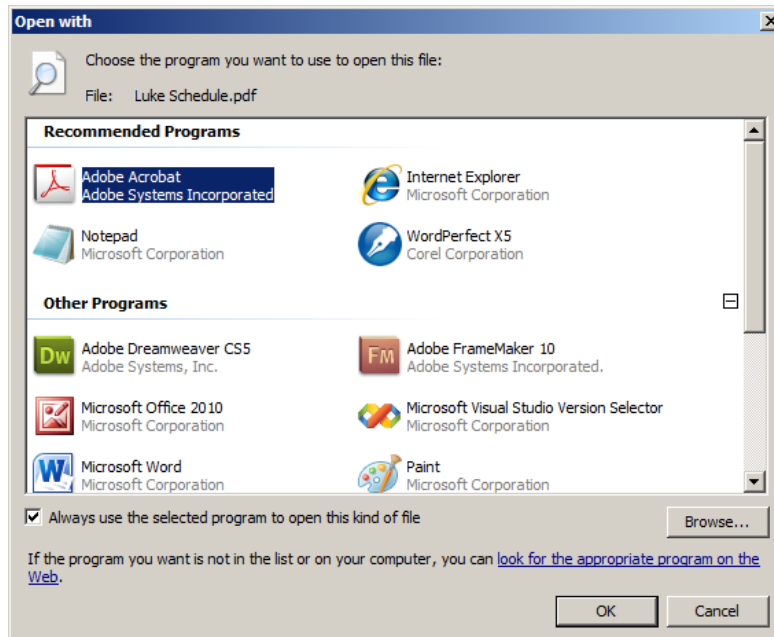 Open with
Choose the program you want to use to open this file:
File: Luke Schedule.pdf
Recommended Programs
Adobe Acrobat
Adobe Systems Incorporated
Internet Explorer
Microsoft Corporation
Notepad
Microsoft Corporation
WordPerfect X5
Corel Corporation
Other Programs
Dw
Adobe Dreamweaver CS5
Adobe Systems, Inc.
FM
Adobe FrameMaker 10
Adobe Systems Incorporated.
Microsoft Office 2010
Microsoft Corporation
Microsoft Visual Studio Version Selector
Microsoft Corporation
W
Microsoft Word
Microsoft Corporation
Paint
Microsoft Corporation
Always use the selected program to open this kind of file
Browse...
If the program you want is not in the list or on your computer, you can look for the appropriate program on the
Web.
OK
Cancel